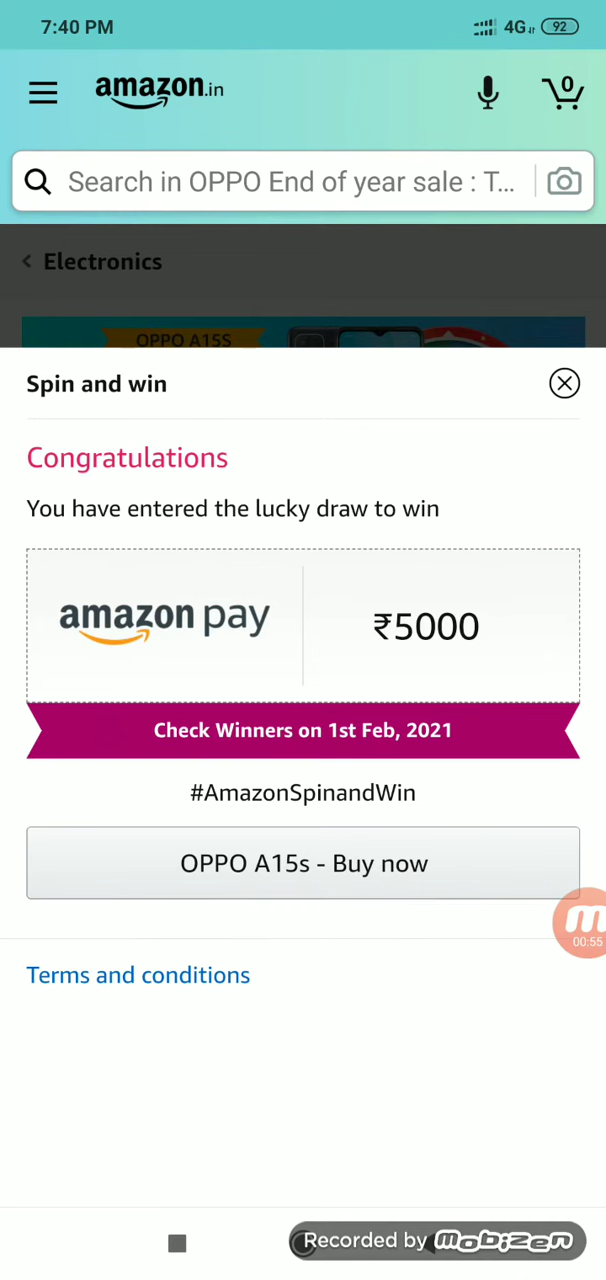 7:40 PM
4G 92
amazon.in
0
Search in OPPO End of year sale : T...
Electronics
OPPO A15S
Spin and win
Congratulations
You have entered the lucky draw to win
amazon pay
₹5000
Check Winners on 1st Feb, 2021
#AmazonSpinandWin
OPPO A15s - Buy now
m
00:55
Terms and conditions
Recorded by mobizen